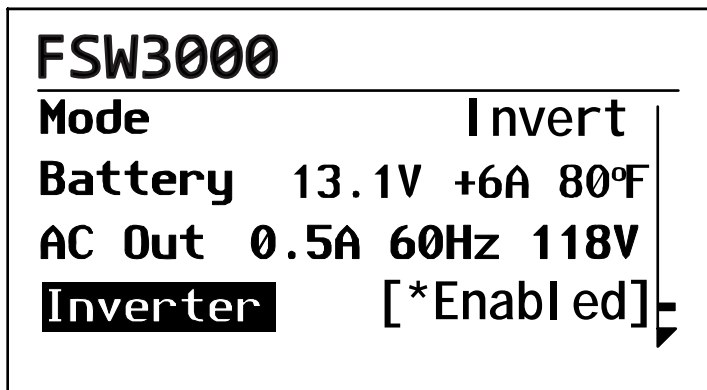 FSW3000
Mode Invert
Battery 13.1V +6A 80ºF
AC Out 0.5A 60Hz 118V
Inverter [*Enabled]